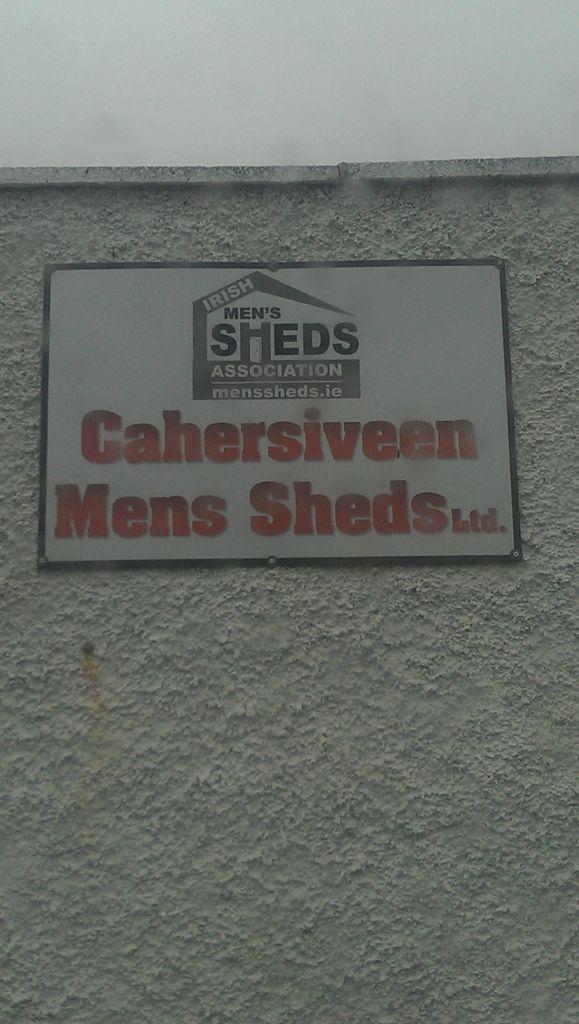 IRISH
MEN'S
SHEDS
ASSOCIATION
menssheds.ie
Cahersiveen
Mens Sheds Ltd.